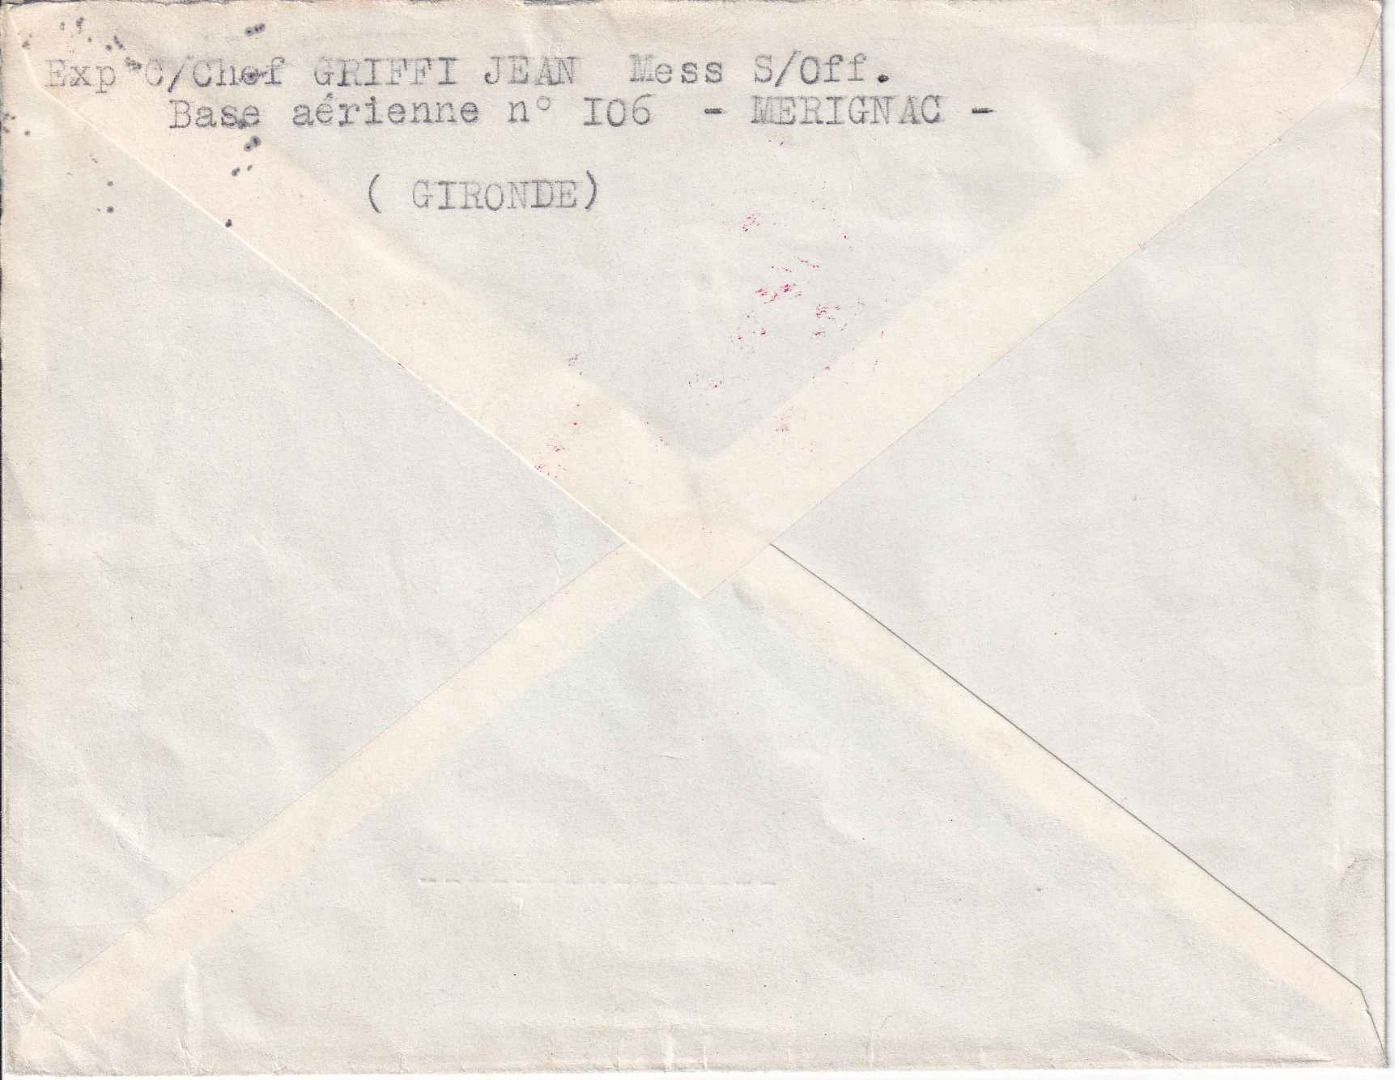 Exp C/Chef GRIFFI JEAN Mess S/Off.
Base aérienne n° I06 - MERIGNAC -
( GIRONDE)